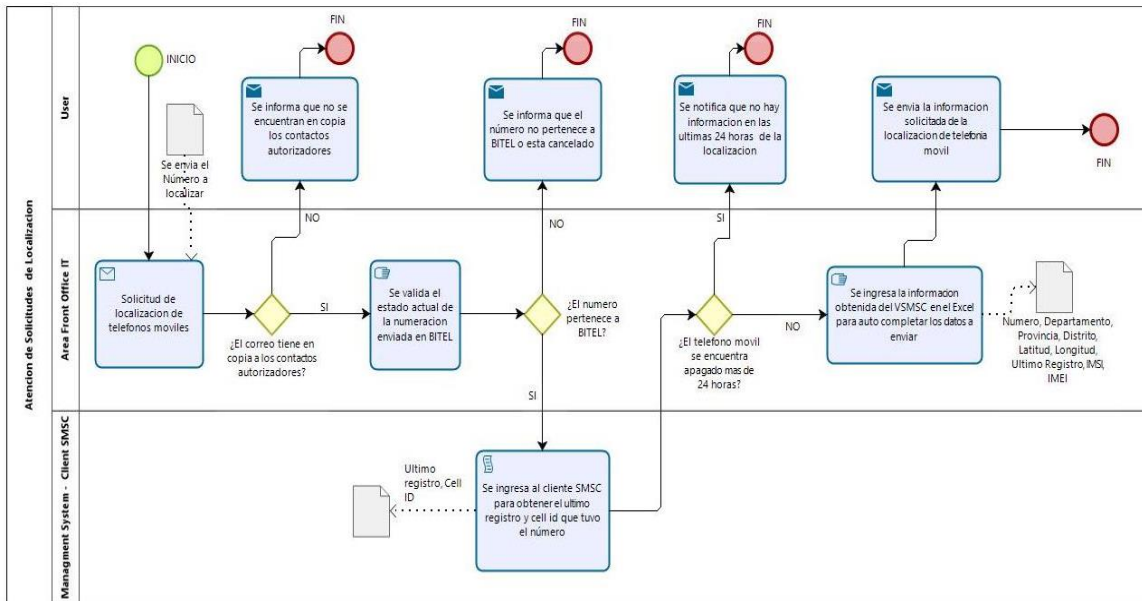 Atencion de Solicitudes de Localizacion
User
INICIO
Se envia el
Número a
localizar
FIN
Se informa que no se
encuentran en copia
los contactos
autorizadores
FIN
Se informa que el
número no pertenece a
BITEL o esta cancelado
FIN
Se notifica que no hay
informacion en las
ultimas 24 horas de la
localizacion
Se envia la informacion
solicitada de la
localizacion de telefonia
movil
FIN
Area Front Office IT
Solicitud de
localizacion de
telefonos moviles
NO
¿El correo tiene en
copia a los contactos
autorizadores?
SI
Se valida el
estado actual de
la numeracion
enviada en BITEL
NO
¿El numero
pertenece a
BITEL?
SI
SI
¿El telefono movil
se encuentra
apagado mas de
24 horas?
NO
Se ingresa la informacion
obtenida del VSMSC en el Excel
para auto completar los datos a
enviar
Numero, Departamento,
Provincia, Distrito,
Latitud, Longitud,
Ultimo Registro, IMSI,
IMEI
Managment System - Client SMSC
Ultimo
registro, Cell
ID
Se ingresa al cliente SMSC
para obtener el ultimo
registro y cell id que tuvo
el número